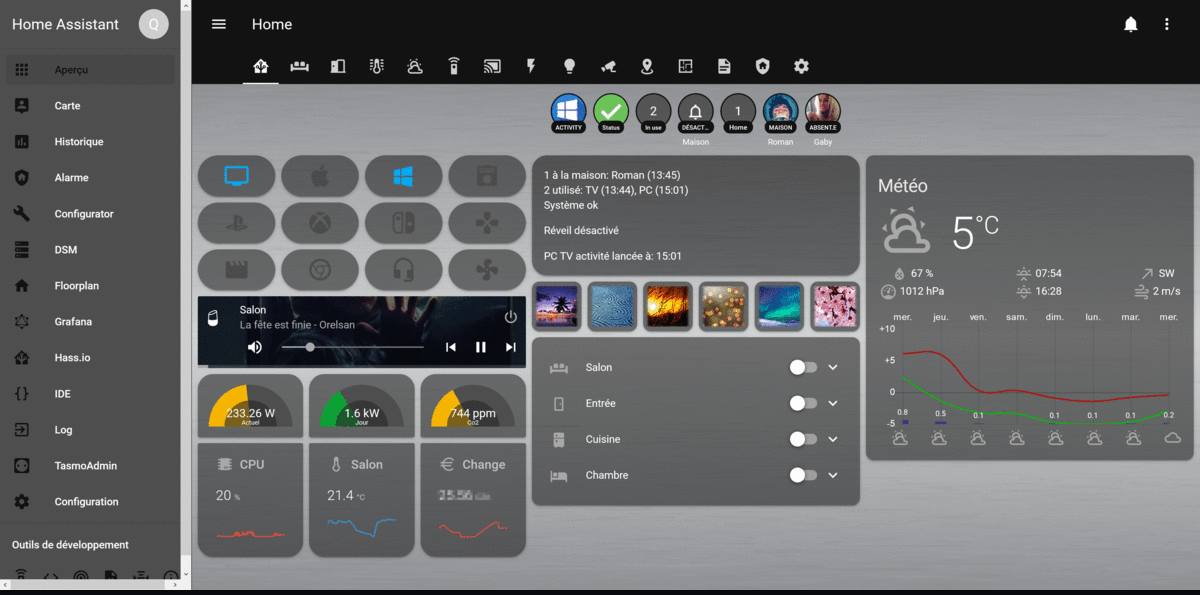 Home Assistant
Q
Aperçu
Carte
Historique
Alarme
Configurator
DSM
Floorplan
Grafana
Hass.io
IDE
Log
TasmoAdmin
Configuration
Outils de développement
Home
ACTIVITY
Status
2
In use
DÉSACT...
Maison
1
Home
MAISON
Roman
ABSENT.E
Gaby
Salon
La fête est finie - Orelsan
233.26 W
Actuel
1.6 kW
Jour
744 ppm
Co2
CPU
20 %
Salon
21.4 °C
Change
1 à la maison: Roman (13:45)
2 utilisé: TV (13:44), PC (15:01)
Système ok
Réveil désactivé
PC TV activité lancée à: 15:01
Salon
Entrée
Cuisine
Chambre
Météo
5°C
67 % 07:54 SW
1012 hPa 16:28 2 m/s
mer. jeu. ven. sam. dim. lun. mar. mer.
+10
+5
0
-5
0.8 0.5 0.1 0.1 0.1 0.1 0.2